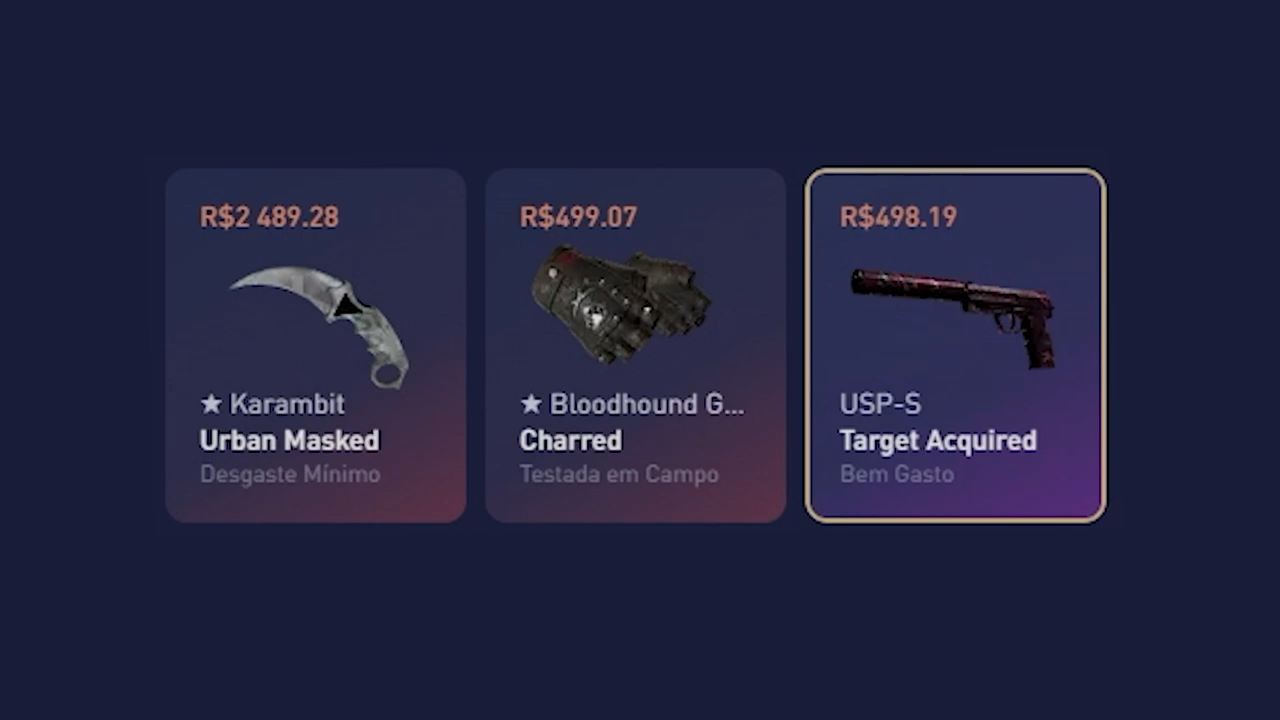 R$2 489.28
★ Karambit
Urban Masked
Desgaste Mínimo
R$499.07
★ Bloodhound G...
Charred
Testada em Campo
R$498.19
USP-S
Target Acquired
Bem Gasto